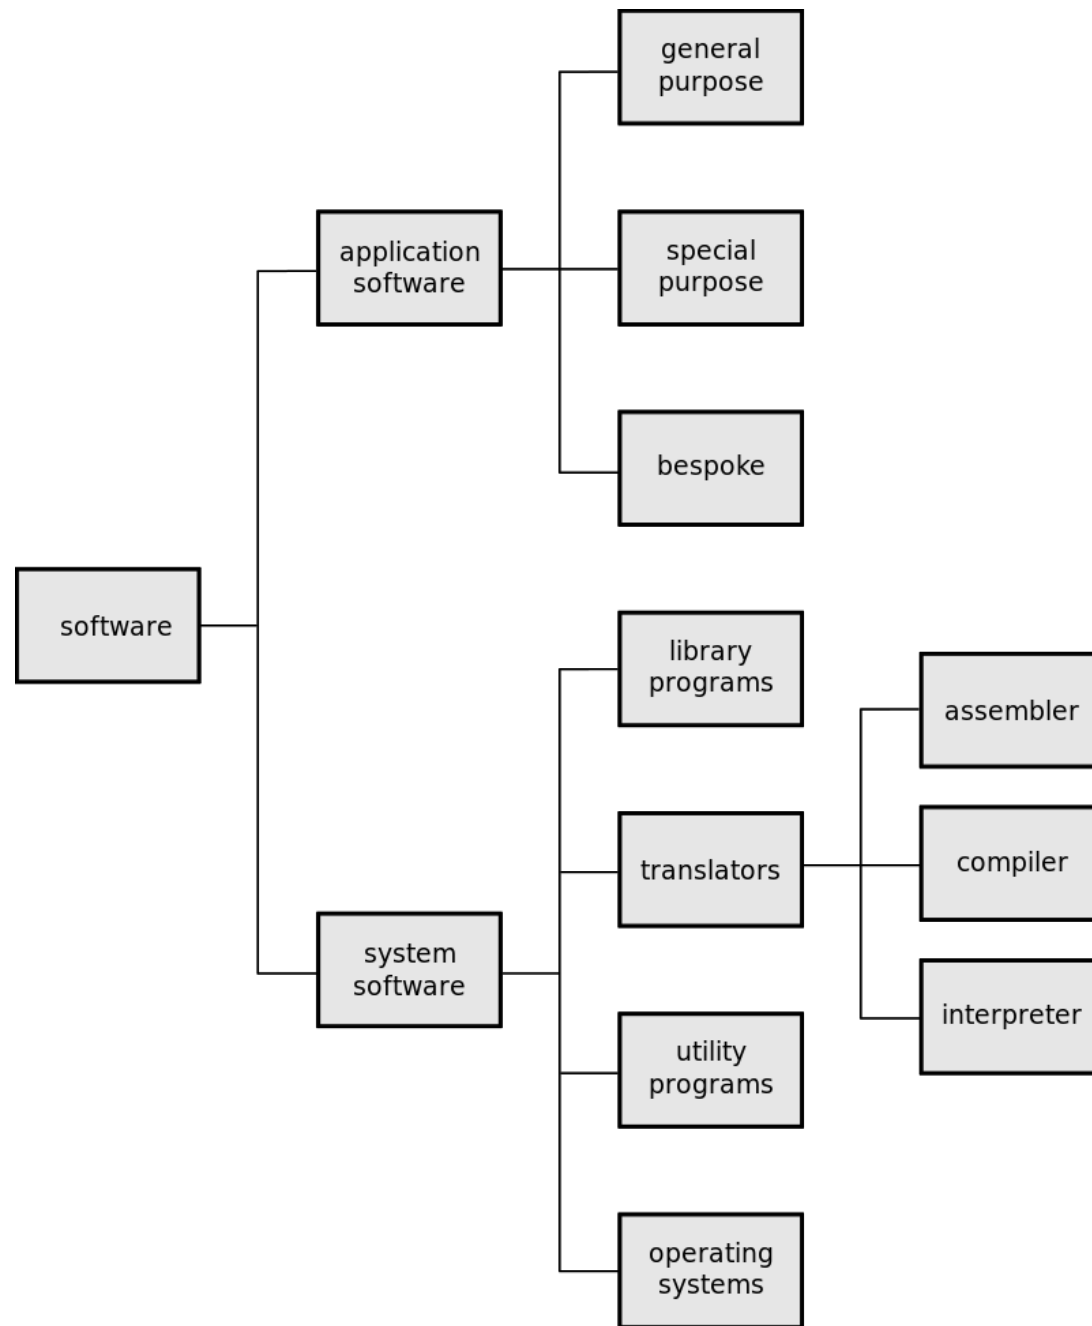 general
purpose
application
software
special
purpose
bespoke
software
library
programs
assembler
translators
compiler
system
software
interpreter
utility
programs
operating
systems